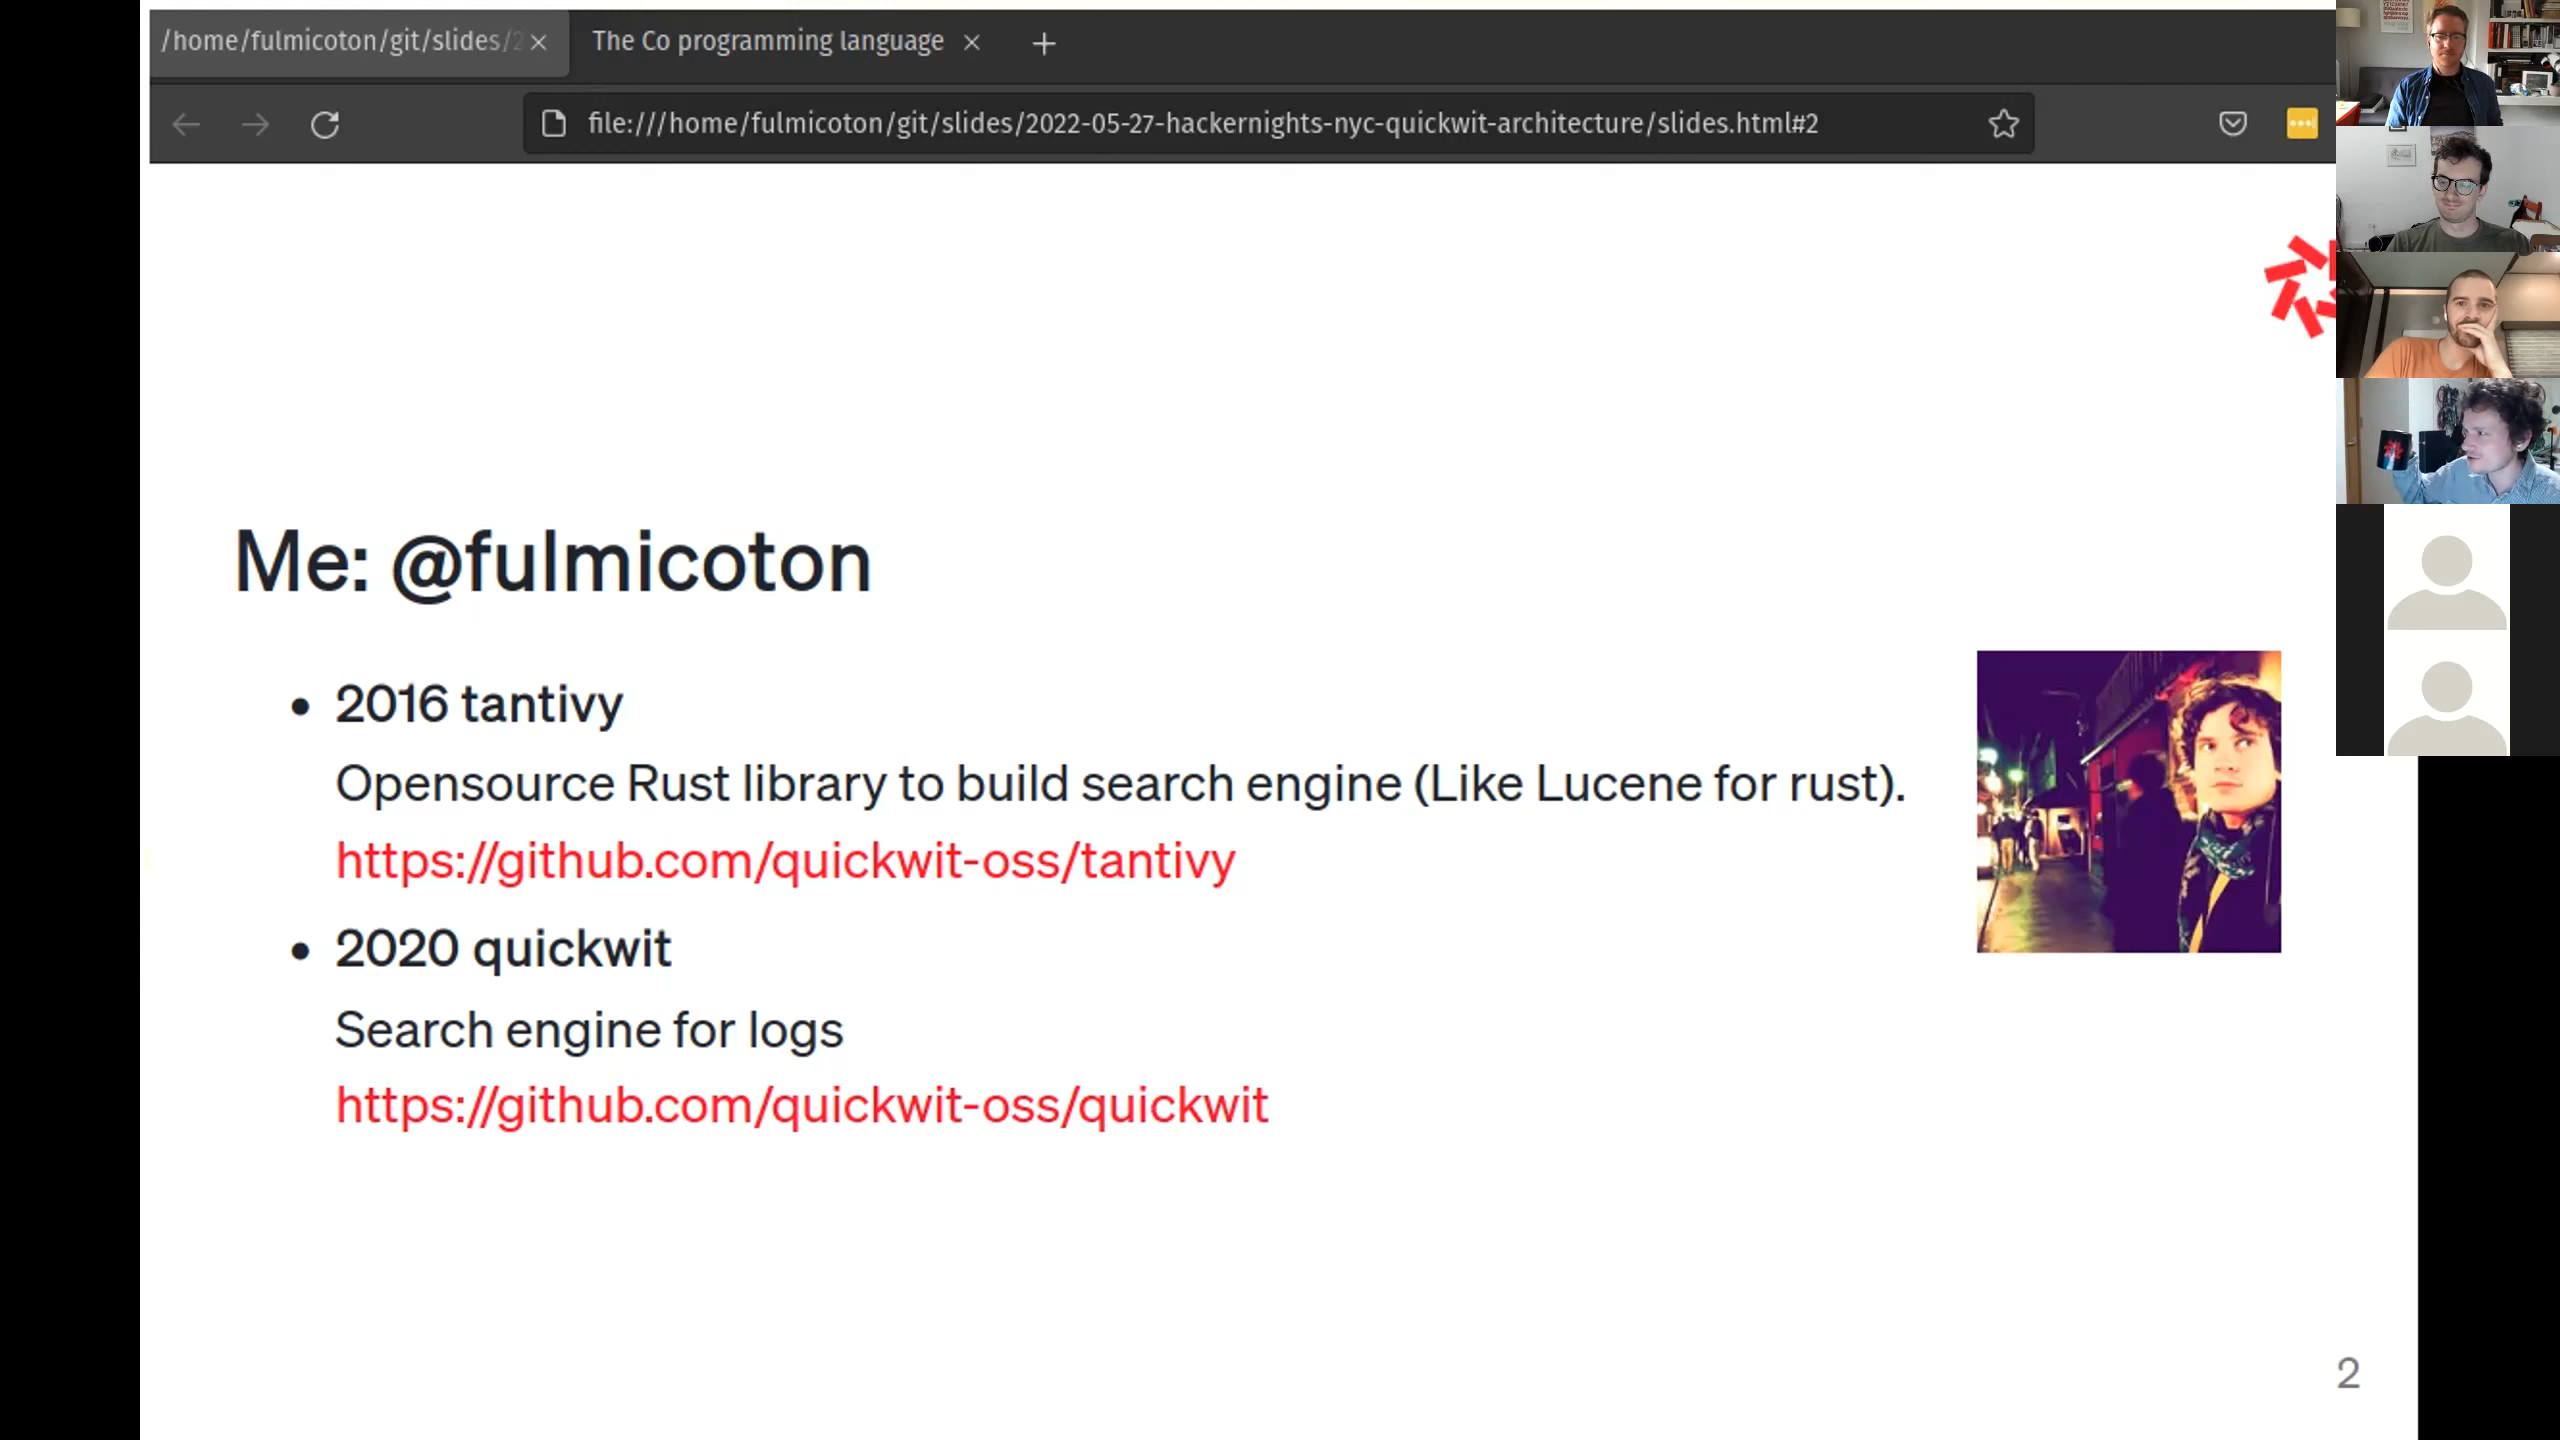 /home/fulmicoton/git/slides/2
The Co programming language
file:///home/fulmicoton/git/slides/2022-05-27-hackernights-nyc-quickwit-architecture/slides.html#2
Me: @fulmicoton
• 2016 tantivy
Opensource Rust library to build search engine (Like Lucene for rust).
https://github.com/quickwit-oss/tantivy
• 2020 quickwit
Search engine for logs
https://github.com/quickwit-oss/quickwit
2